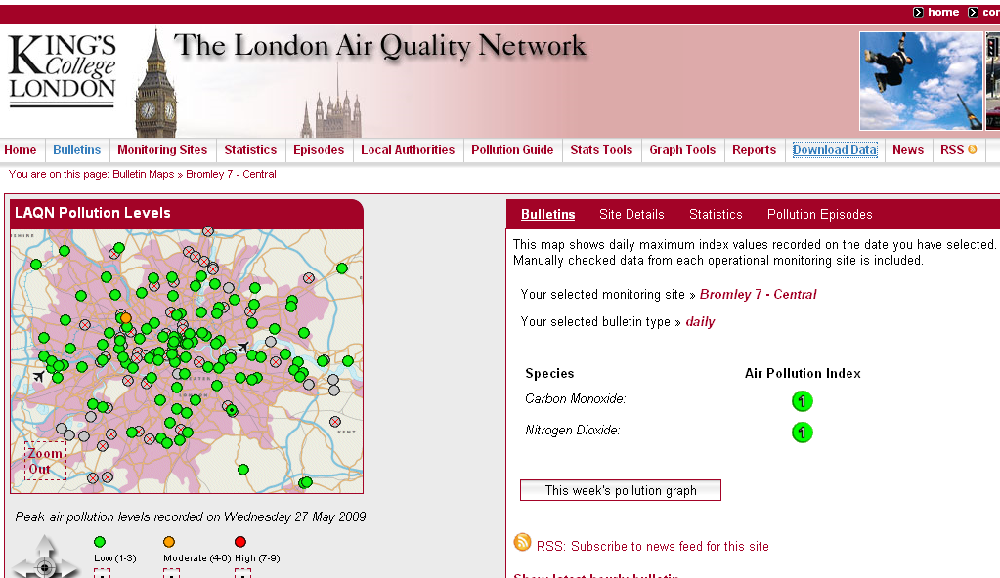 home
KING'S
College
LONDON
The London Air Quality Network
Home Bulletins Monitoring Sites Statistics Episodes Local Authorities Pollution Guide Stats Tools Graph Tools Reports Download Data News RSS
You are on this page: Bulletin Maps » Bromley 7 - Central
LAQN Pollution Levels
Zoom
Out
KENT
Peak air pollution levels recorded on Wednesday 27 May 2009
Low (1-3) Moderate (4-6) High (7-9)
Bulletins Site Details Statistics Pollution Episodes
This map shows daily maximum index values recorded on the date you have selected.
Manually checked data from each operational monitoring site is included.
Your selected monitoring site » Bromley 7 - Central
Your selected bulletin type » daily
Species Air Pollution Index
Carbon Monoxide: 1
Nitrogen Dioxide: 1
This week's pollution graph
RSS: Subscribe to news feed for this site
Show latest hourly bulletin